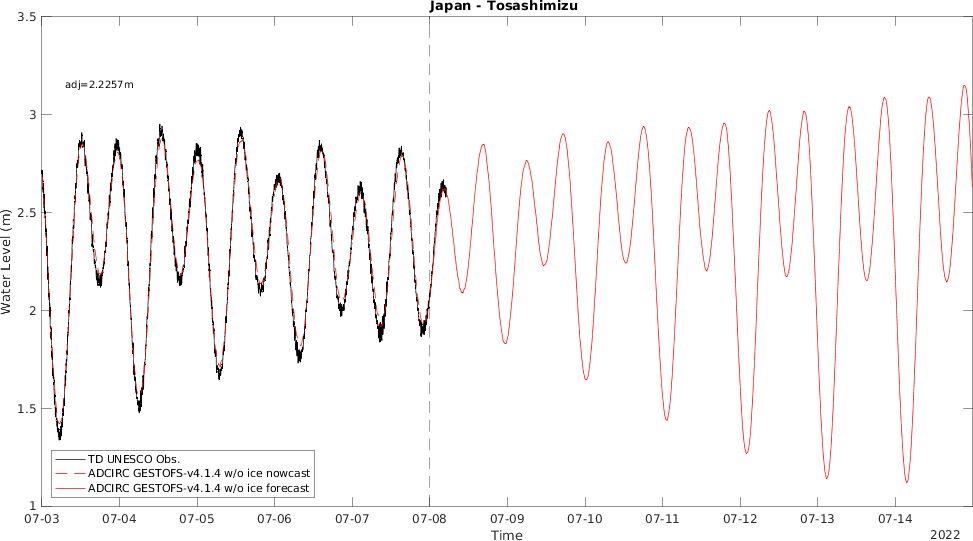 Japan - Tosashimizu
3.5
adj=2.2257m
3
2.5
Water Level (m)
2
1.5
TD UNESCO Obs.
ADCIRC GESTOFS-v4.1.4 w/o ice nowcast
ADCIRC GESTOFS-v4.1.4 w/o ice forecast
1
07-03 07-04 07-05 07-06 07-07 07-08 07-09 07-10 07-11 07-12 07-13 07-14
Time
2022